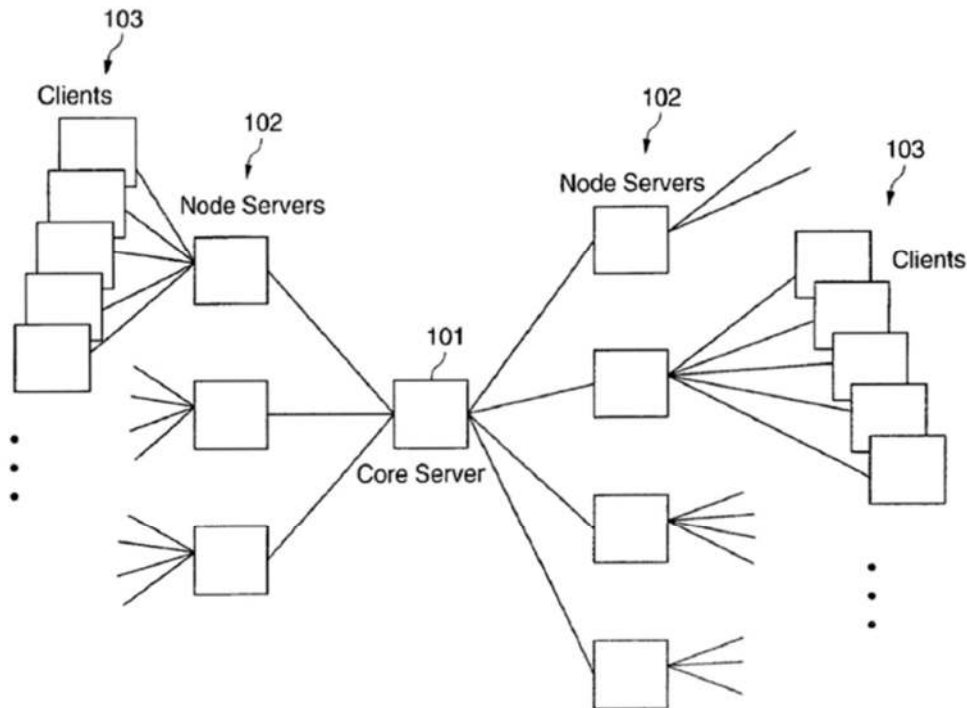 103
Clients
102
Node Servers
102
Node Servers
103
Clients
101
Core Server